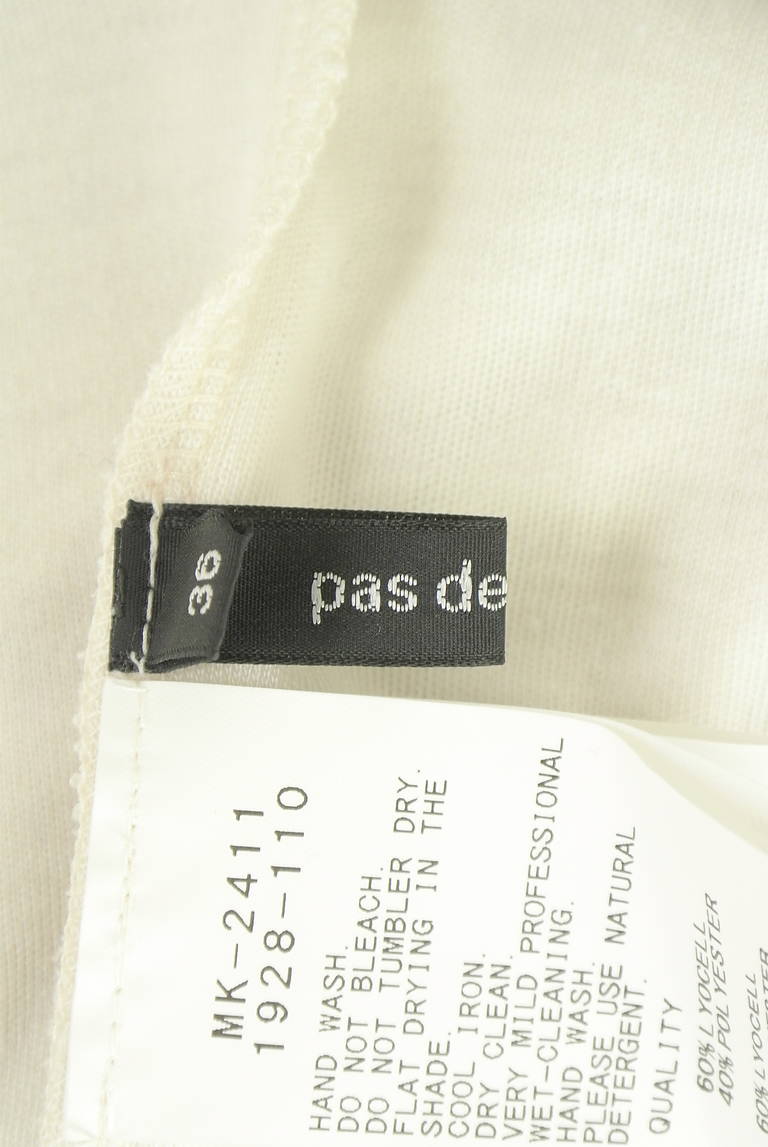 36
pas de
MK-2411
1928-110
HAND WASH.
DO NOT BLEACH.
DO NOT TUMBLER DRY.
FLAT DRYING IN THE
SHADE.
COOL IRON.
DRY CLEAN.
VERY MILD PROFESSIONAL
WET-CLEANING.
HAND WASH.
PLEASE USE NATURAL
DETERGENT.
QUALITY
60% LYOCELL
40% POLYESTER
60% LYOCELL